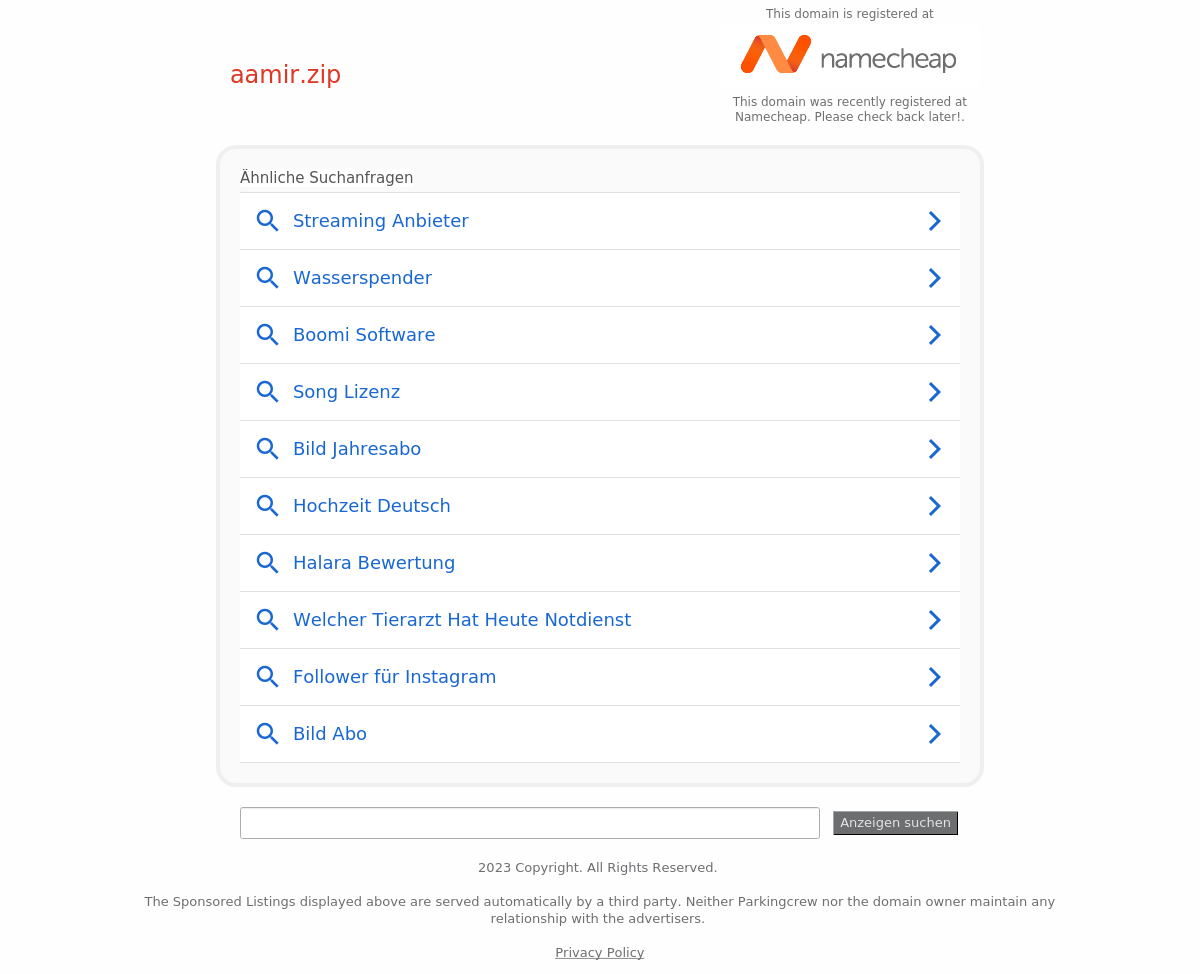 This domain is registered at
namecheap
aamir.zip
This domain was recently registered at
Namecheap. Please check back later!.
Ähnliche Suchanfragen
Streaming Anbieter
Wasserspender
Boomi Software
Song Lizenz
Bild Jahresabo
Hochzeit Deutsch
Halara Bewertung
Welcher Tierarzt Hat Heute Notdienst
Follower für Instagram
Bild Abo
Anzeigen suchen
2023 Copyright. All Rights Reserved.
The Sponsored Listings displayed above are served automatically by a third party. Neither Parkingcrew nor the domain owner maintain any
relationship with the advertisers.
Privacy Policy